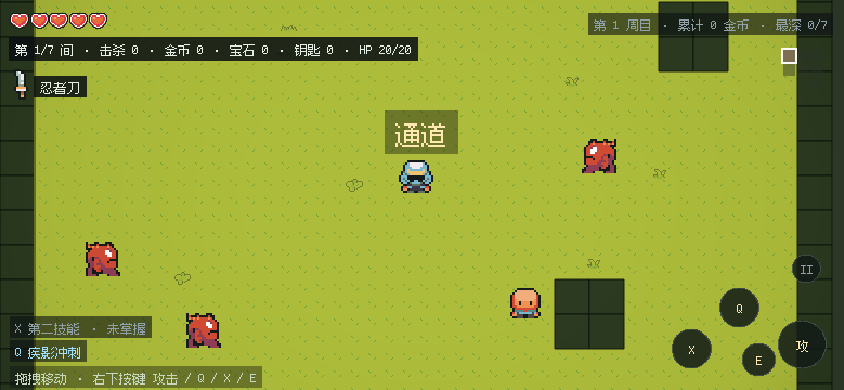 第 1 周目 · 累计 0 金币 · 最深 0/7
第 1/7 间 · 击杀 0 · 金币 0 · 宝石 0 · 钥匙 0 · HP 20/20
忍者刀
通道
II
Q
X 第二技能 · 未掌握
攻
X
Q 疾影冲刺
E
拖拽移动 · 右下按键 攻击 / Q / X / E